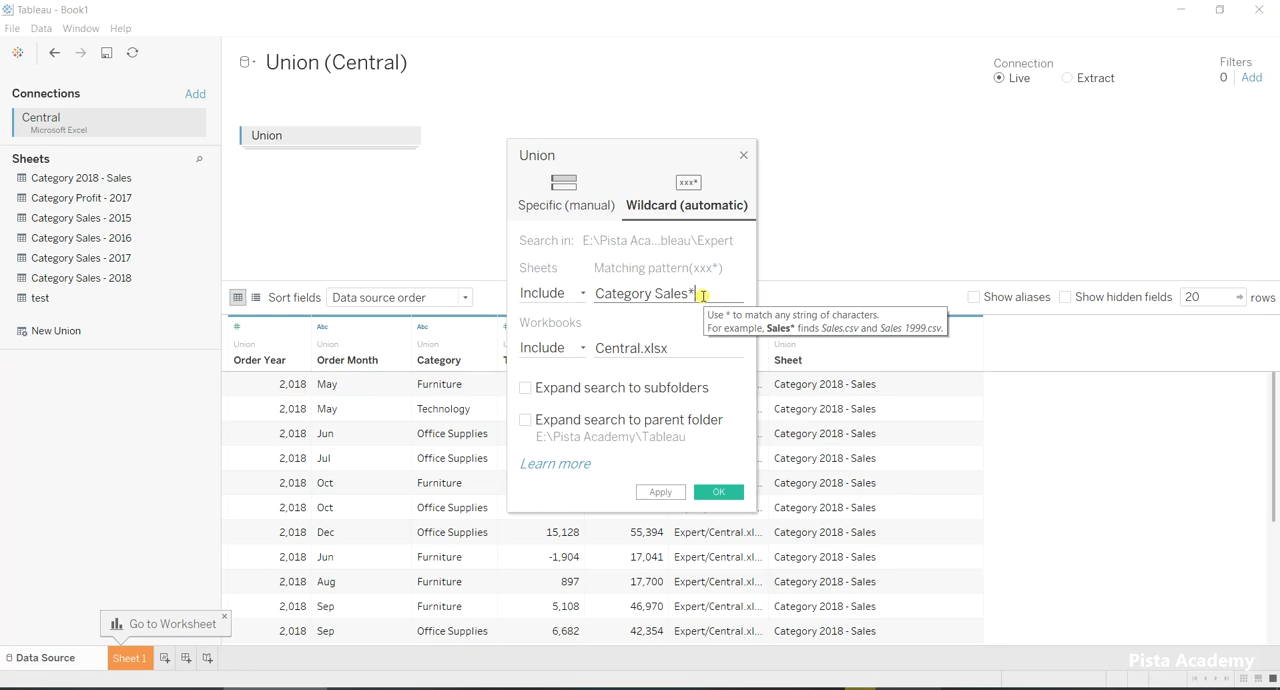 Tableau - Book1
File Data Window Help
Connections Add
Central
Microsoft Excel
Sheets
Category 2018 - Sales
Category Profit - 2017
Category Sales - 2015
Category Sales - 2016
Category Sales - 2017
Category Sales - 2018
test
New Union
Union (Central)
Connection
Live Extract
Filters
0 Add
Union
Union
xxx*
Specific (manual) Wildcard (automatic)
Search in: E:\Pista Aca...bleau\Expert
Sheets Matching pattern(xxx*)
Include Category Sales*
Use * to match any string of characters.
For example, Sales* finds Sales.csv and Sales 1999.csv.
Workbooks
Include Central.xlsx
Expand search to subfolders
Expand search to parent folder
E:\Pista Academy\Tableau
Learn more
Apply OK
Sort fields Data source order
Show aliases Show hidden fields 20 rows
# Abc Abc
Union Union Union Union
Order Year Order Month Category Sheet
2,018 May Furniture Category 2018 - Sales
2,018 May Technology Category 2018 - Sales
2,018 Jun Office Supplies Category 2018 - Sales
2,018 Jul Office Supplies Category 2018 - Sales
2,018 Oct Furniture Category 2018 - Sales
2,018 Oct Office Supplies Category 2018 - Sales
2,018 Dec Office Supplies 15,128 55,394 Expert/Central.xl... Category 2018 - Sales
2,018 Jun Furniture -1,904 17,041 Expert/Central.xl... Category 2018 - Sales
2,018 Aug Furniture 897 17,700 Expert/Central.xl... Category 2018 - Sales
2,018 Sep Furniture 5,108 46,970 Expert/Central.xl... Category 2018 - Sales
2,018 Sep Office Supplies 6,682 42,354 Expert/Central.xl... Category 2018 - Sales
Go to Worksheet
Data Source Sheet 1
Pista Academy